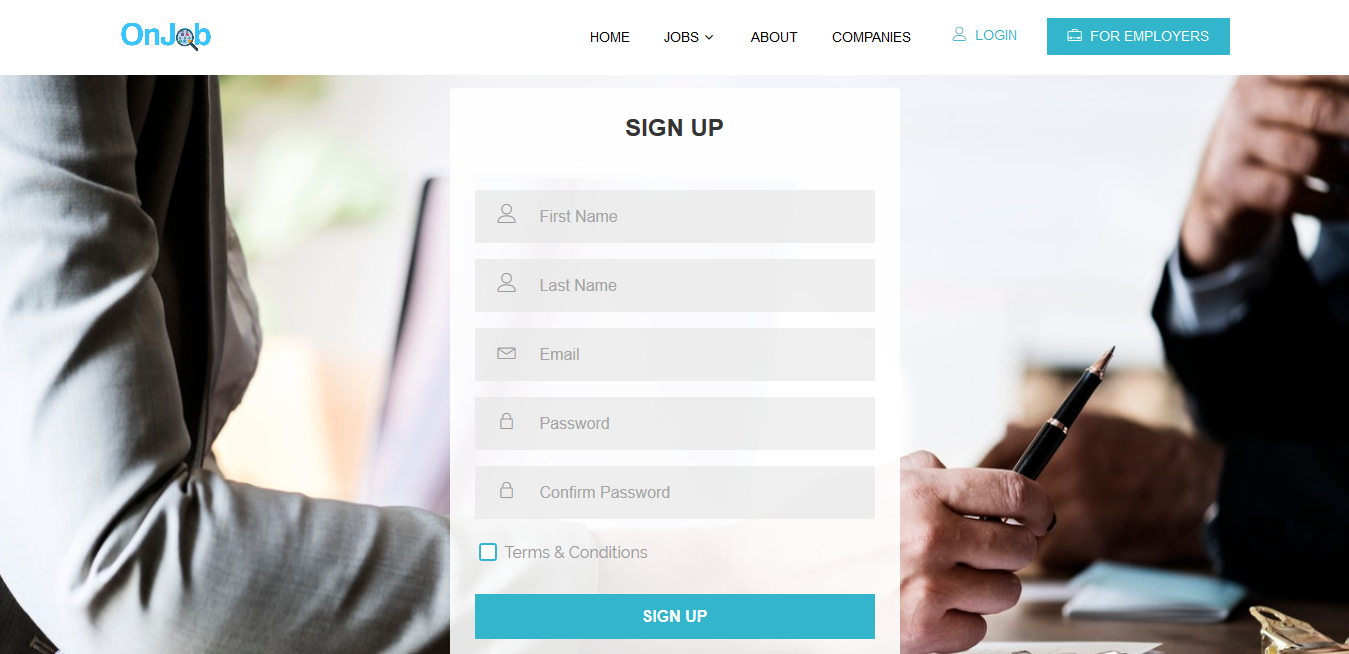 OnJob
HOME
JOBS
ABOUT
COMPANIES
LOGIN
FOR EMPLOYERS
SIGN UP
First Name
Last Name
Email
Password
Confirm Password
Terms & Conditions
SIGN UP